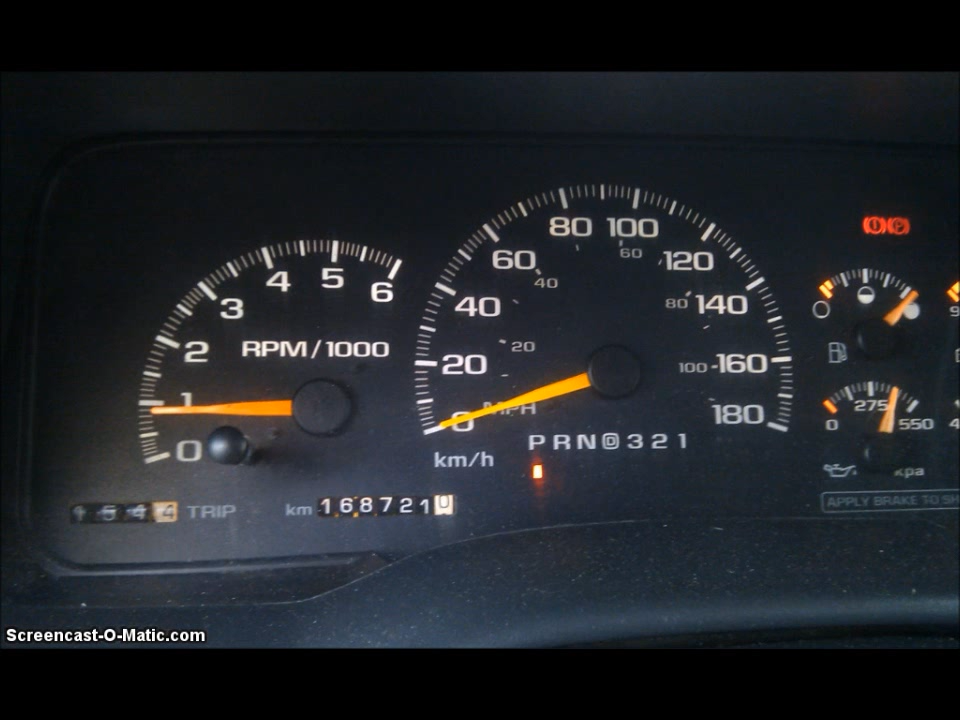 80 100
60 60 120
40
5
4 6
3
40 80 140
2
RPM/1000
20 20 100 160
1
0 MPH 180
0
PRND321
km/h
TRIP km 168721 0
0 275 550
kpa
APPLY BRAKE TO SH
Screencast-O-Matic.com